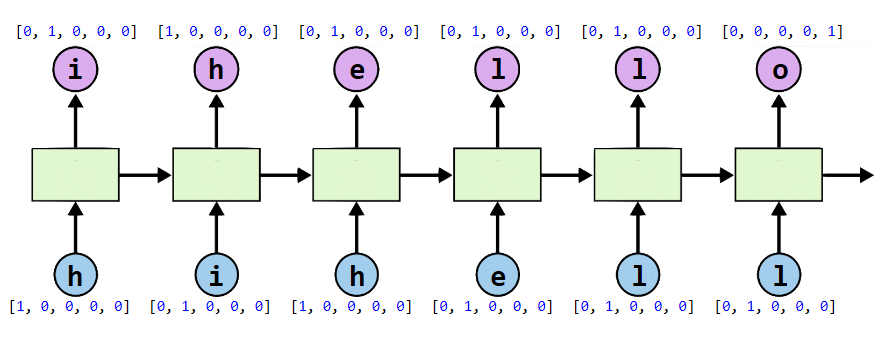 [0, 1, 0, 0, 0] [1, 0, 0, 0, 0] [0, 1, 0, 0, 0] [0, 1, 0, 0, 0] [0, 1, 0, 0, 0] [0, 0, 0, 0, 1]
i h e l l o
h i h e l l
[1, 0, 0, 0, 0] [0, 1, 0, 0, 0] [1, 0, 0, 0, 0] [0, 1, 0, 0, 0] [0, 1, 0, 0, 0] [0, 1, 0, 0, 0]